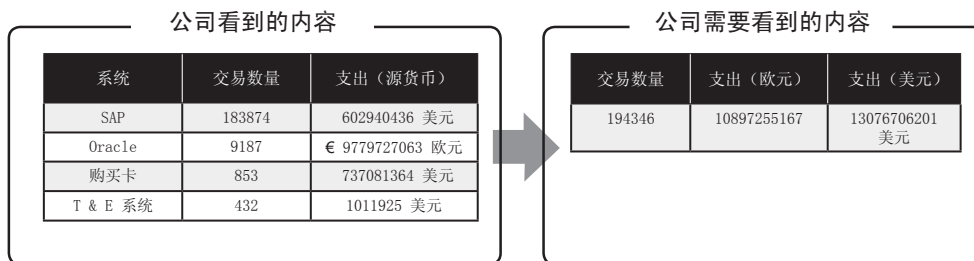 公司看到的内容
系统 交易数量 支出（源货币）
SAP 183874 602940436 美元
Oracle 9187 € 9779727063 欧元
购买卡 853 737081364 美元
T & E 系统 432 1011925 美元
公司需要看到的内容
交易数量 支出（欧元） 支出（美元）
194346 10897255167 13076706201
美元